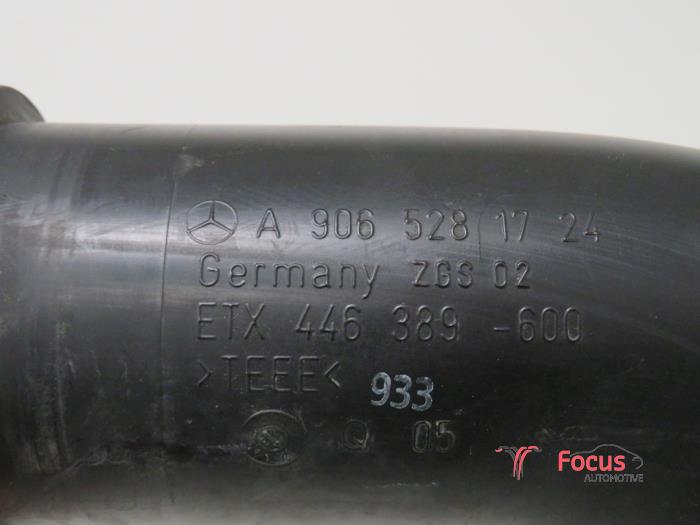 A 906 528 17 24
Germany ZGS 02
ETX 446 389 -600
>TEEE<
933
Q 05
Focus
AUTOMOTIVE